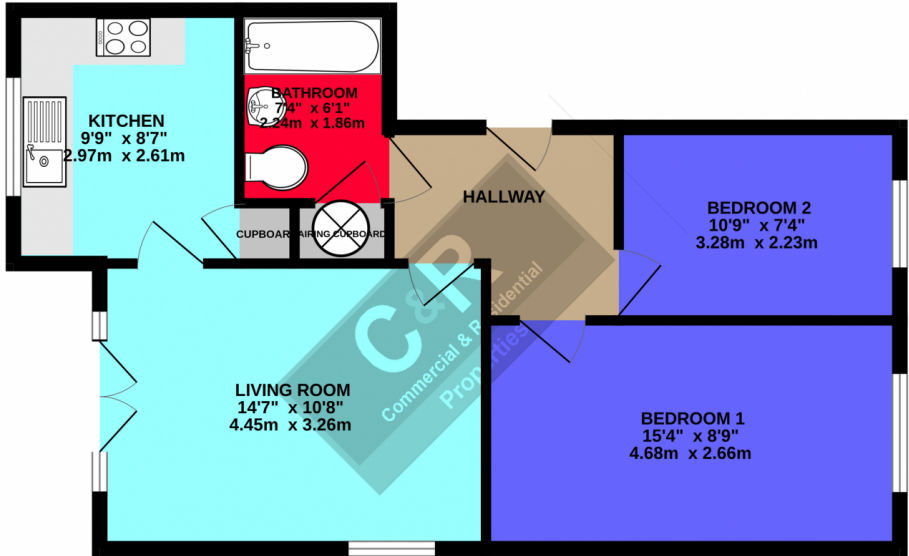 KITCHEN
9'9" x 8'7"
2.97m x 2.61m
BATHROOM
7'4" x 6'1"
2.24m x 1.86m
HALLWAY
BEDROOM 2
10'9" x 7'4"
3.28m x 2.23m
CUPBOARD
AIRING CUPBOARD
LIVING ROOM
14'7" x 10'8"
4.45m x 3.26m
BEDROOM 1
15'4" x 8'9"
4.68m x 2.66m
C&R
Commercial & Residential
Properties